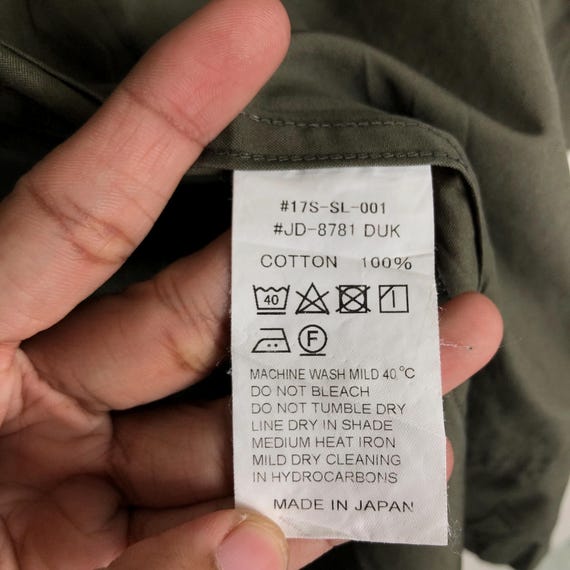 #17S-SL-001
#JD-8781 DUK
COTTON 100%
40
F
MACHINE WASH MILD 40 °C
DO NOT BLEACH
DO NOT TUMBLE DRY
LINE DRY IN SHADE
MEDIUM HEAT IRON
MILD DRY CLEANING
IN HYDROCARBONS
MADE IN JAPAN